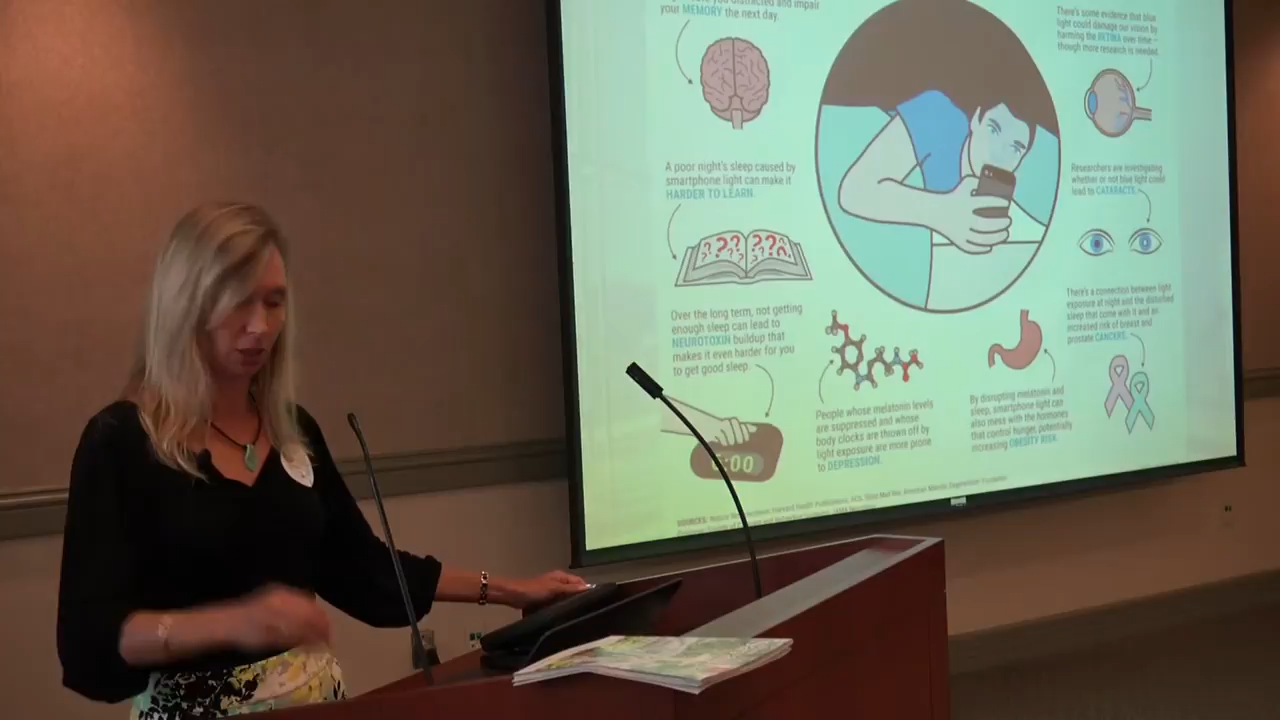 distracted and impair
your MEMORY the next day.
A poor night's sleep caused by
smartphone light can make it
HARDER TO LEARN.
Over the long term, not getting
enough sleep can lead to
NEUROTOXIN buildup that
makes it even harder for you
to get good sleep.
6:00
People whose melatonin levels
are suppressed and whose
body clocks are thrown off by
light exposure are more prone
to DEPRESSION.
By disrupting melatonin and
sleep, smartphone light can
also mess with the hormones
that control hunger, potentially
increasing OBESITY RISK.
There's some evidence that blue
light could damage our vision by
harming the RETINA over time—
though more research is needed.
Researchers are investigating
whether or not blue light could
lead to CATARACTS.
There's a connection between light
exposure at night and the disturbed
sleep that come with it and an
increased risk of breast and
prostate CANCERS.
SOURCES: